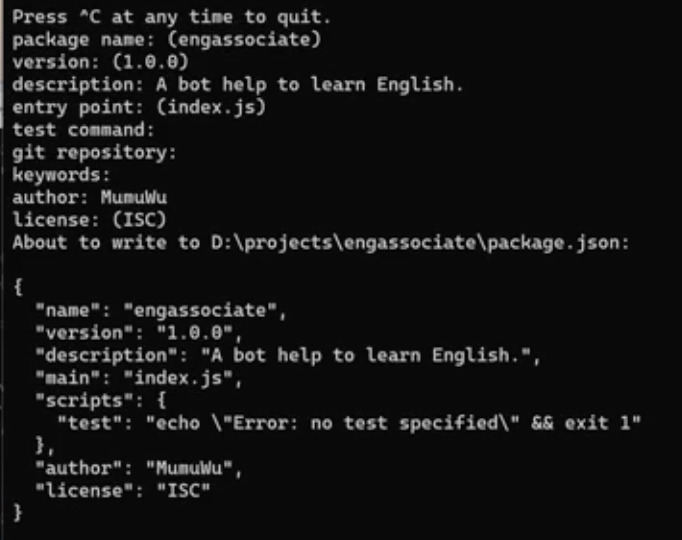 Press ^C at any time to quit.
package name: (engassociate)
version: (1.0.0)
description: A bot help to learn English.
entry point: (index.js)
test command:
git repository:
keywords:
author: MumuWu
license: (ISC)
About to write to D:\projects\engassociate\package.json:

{
  "name": "engassociate",
  "version": "1.0.0",
  "description": "A bot help to learn English.",
  "main": "index.js",
  "scripts": {
    "test": "echo \"Error: no test specified\" && exit 1"
  },
  "author": "MumuWu",
  "license": "ISC"
}